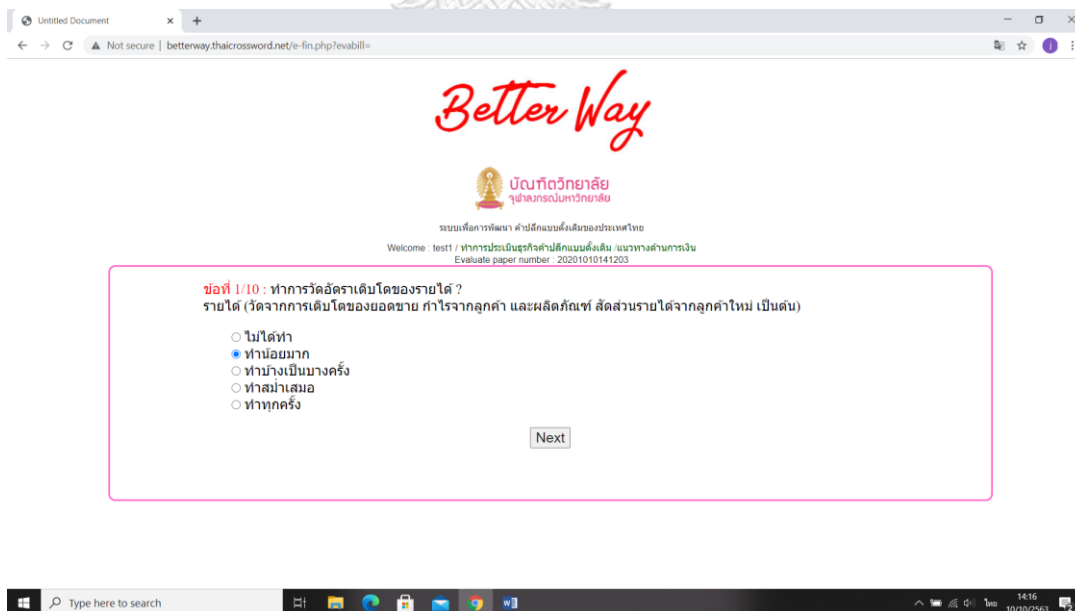 Untitled Document
Not secure | betterway.thaicrossword.net/e-fin.php?evabill=
Better Way
บัณฑิตวิทยาลัย
จุฬาลงกรณ์มหาวิทยาลัย
ระบบเพื่อการพัฒนา ค้าปลีกแบบดั้งเดิมของประเทศไทย
Welcome : test1 / ทำการประเมินธุรกิจค้าปลีกแบบดั้งเดิม /แนวทางด้านการเงิน
Evaluate paper number : 20201010141203
ข้อที่ 1/10 : ทำการวัดอัตราเติบโตของรายได้ ?
รายได้ (วัดจากการเติบโตของยอดขาย กำไรจากลูกค้า และผลิตภัณฑ์ สัดส่วนรายได้จากลูกค้าใหม่ เป็นต้น)
ไม่ได้ทำ
ทำน้อยมาก
ทำบ้างเป็นบางครั้ง
ทำสม่ำเสมอ
ทำทุกครั้ง
Next
Type here to search
ไทย
14:16
10/10/2563